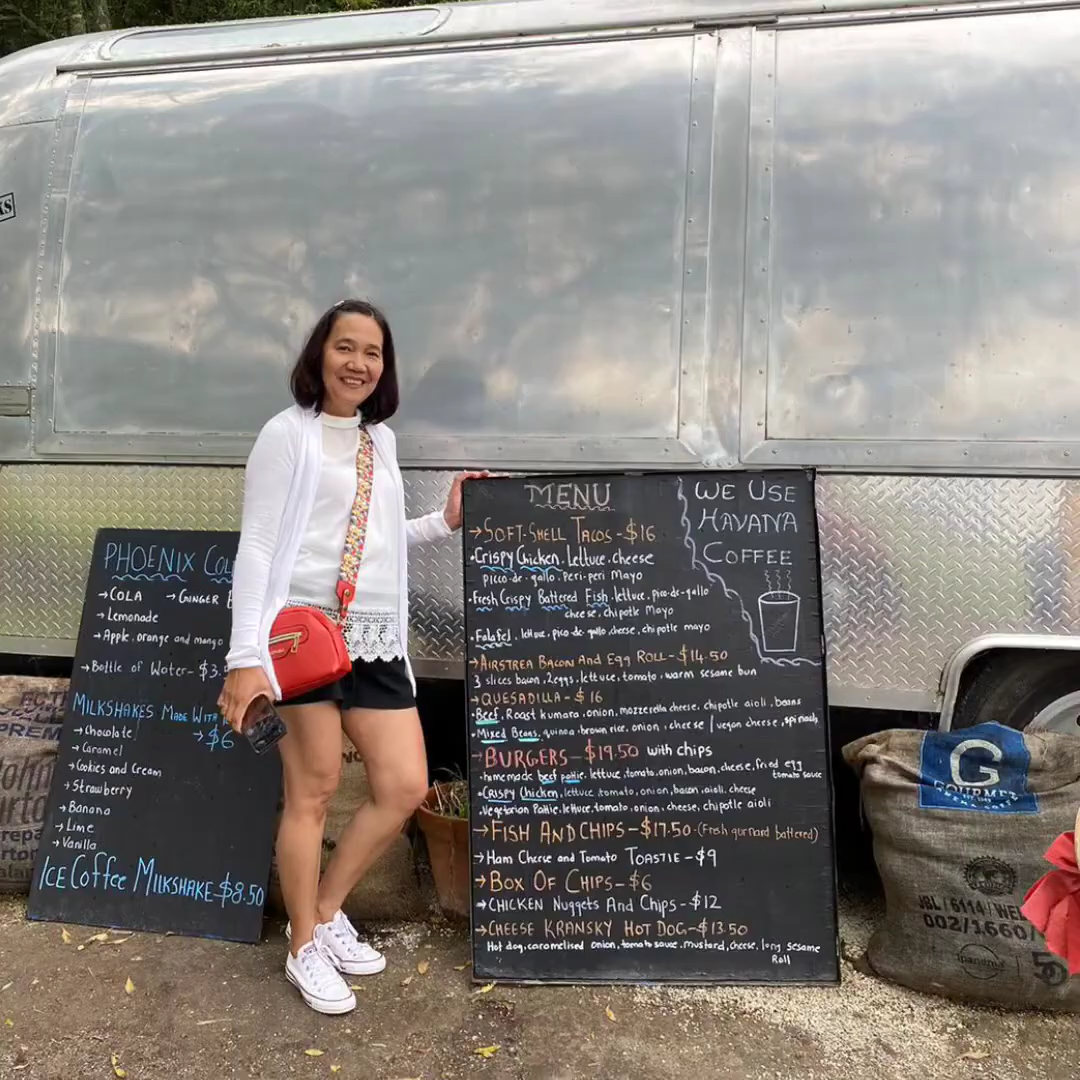 KS
PHOENIX
→COLA →GINGER
→Lemonade
→Apple, orange and mango
→Bottle of Water-$3.
MILKSHAKES MADE WITH
→$6
→Chocolate
→Caramel
→Cookies and Cream
→Strawberry
→Banana
→Lime
→Vanilla
ICE COFFEE MILKSHAKE-$8.50
MENU
→SOFT-SHELL TACOS-$16
•Crispy Chicken, Lettuce, cheese
picco-de-gallo, Peri-peri Mayo
•Fresh Crispy Battered Fish, lettuce, pico-de-gallo
cheese, chipotle Mayo
•Falafel, lettuce, pico-de-gallo, cheese, chipotle mayo
→AIRSTREA BACON AND EGG ROLL-$14.50
3 slices bacon, 2eggs, lettuce, tomato, warm sesame bun
→QUESADILLA-$16
•Beef, Roast kumara, onion, mozzerella cheese, chipotle aioli, beans
•Mixed Beans, quinoa, brown rice, onion, cheese/vegan cheese, spinach,
→BURGERS-$19.50 with chips
•homemade beef pattie, lettuce, tomato, onion, bacon, cheese, fried egg
tomato sauce
•CRISPY Chicken, lettuce, tomato, onion, bacon, aioli, cheese
•Vegetarian Pattie, lettuce, tomato, onion, cheese, chipotle aioli
→FISH AND CHIPS-$17.50-(Fresh gurnard battered)
→HAM Cheese and Tomato TOASTIE-$9
→BOX OF CHIPS-$6
→CHICKEN Nuggets AND Chips-$12
→CHEESE KRANSKY HOT DOG-$13.50
Hot dog, caramelised onion, tomato sauce, mustard, cheese, long sesame
Roll
WE USE
HAVANA
COFFEE
G
GOURMET
JBL/6114/
002/1660/
ipanema